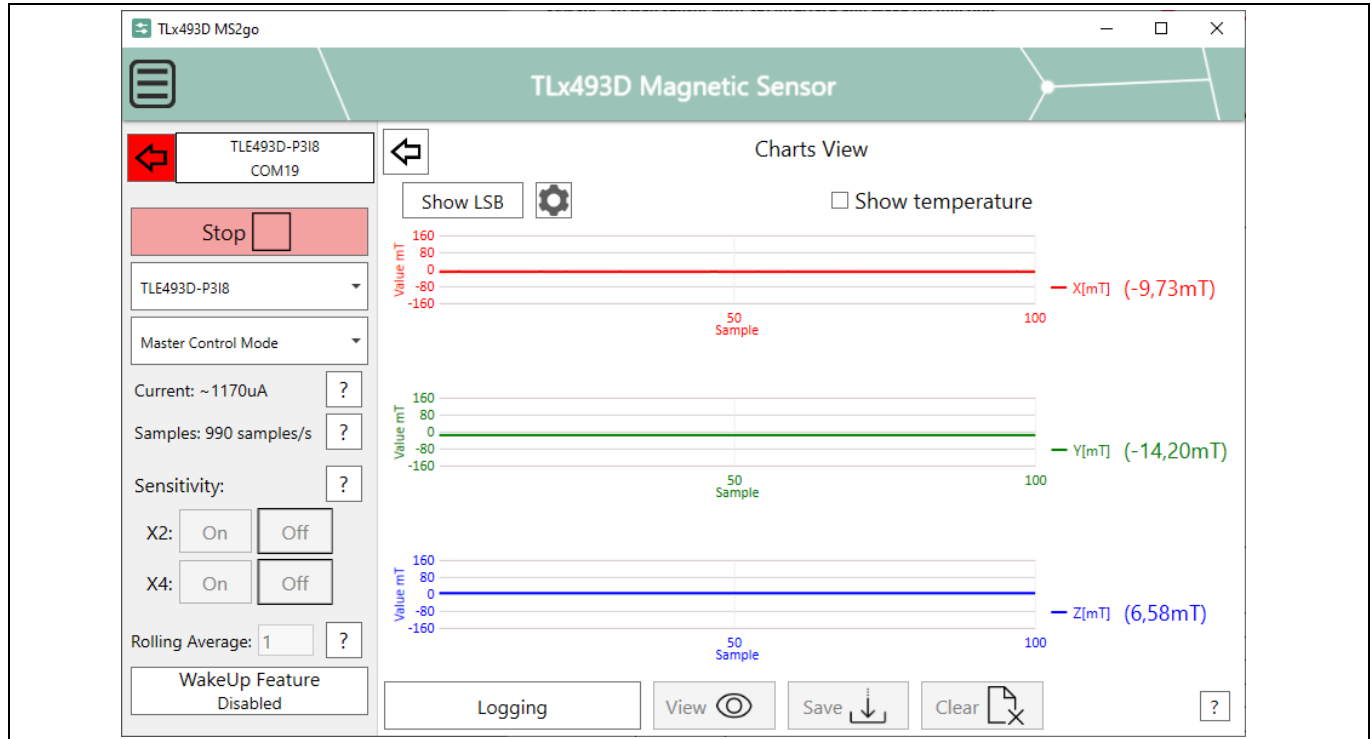 TLx493D MS2go
TLx493D Magnetic Sensor
TLE493D-P3I8
COM19
Stop
TLE493D-P3I8
Master Control Mode
Current: ~1170uA
?
Samples: 990 samples/s
?
Sensitivity:
?
X2: On Off
X4: On Off
Rolling Average: 1
?
WakeUp Feature
Disabled
Charts View
Show LSB
Show temperature
Value mT
160
80
0
-80
-160
50
100
Sample
X[mT] (-9,73mT)
Value mT
160
80
0
-80
-160
50
100
Sample
Y[mT] (-14,20mT)
Value mT
160
80
0
-80
-160
50
100
Sample
Z[mT] (6,58mT)
Logging
View
Save
Clear
?